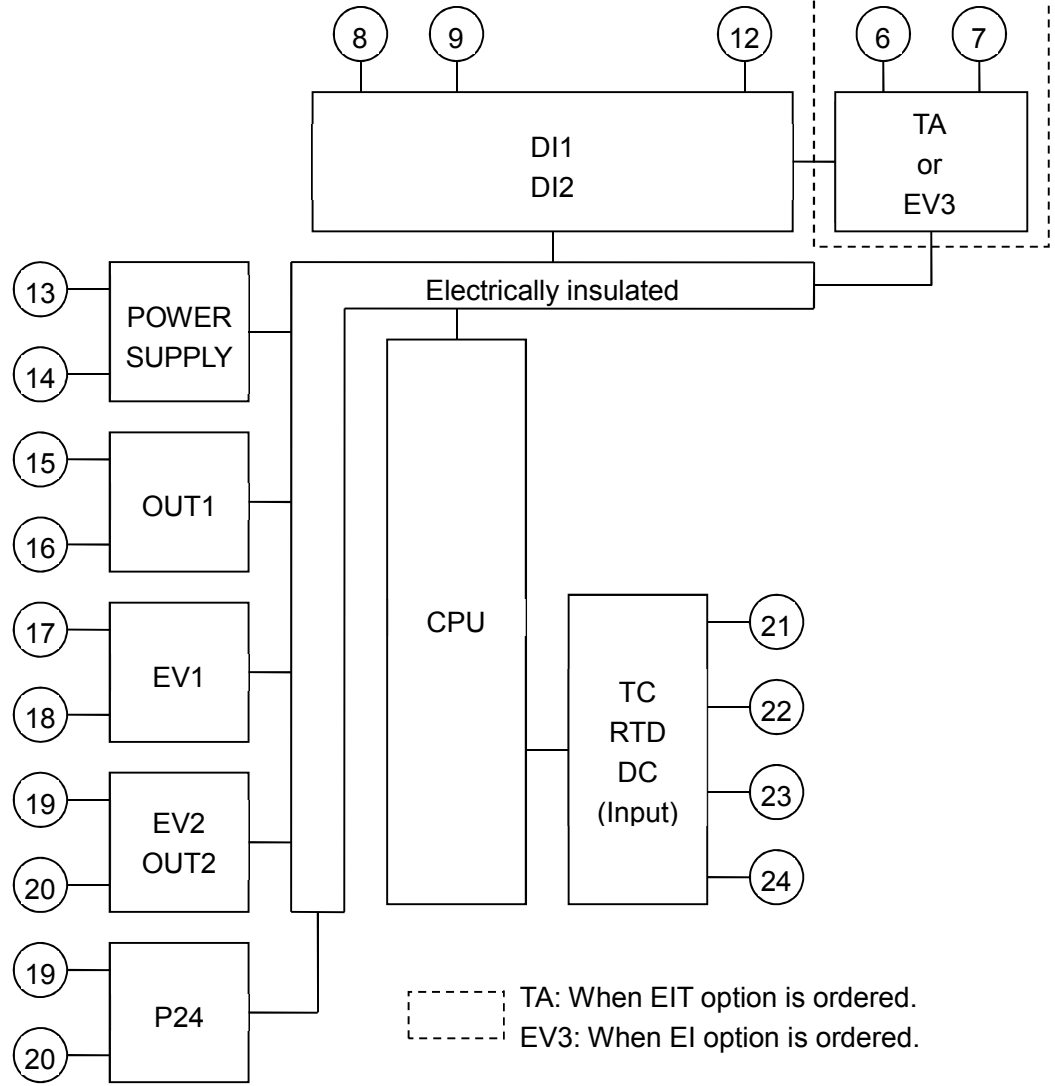 8
9
12
6
7
DI1
DI2
TA
or
EV3
Electrically insulated
13
14
POWER
SUPPLY
15
16
OUT1
17
18
EV1
19
20
EV2
OUT2
19
20
P24
CPU
TC
RTD
DC
(Input)
21
22
23
24
TA: When EIT option is ordered.
EV3: When EI option is ordered.